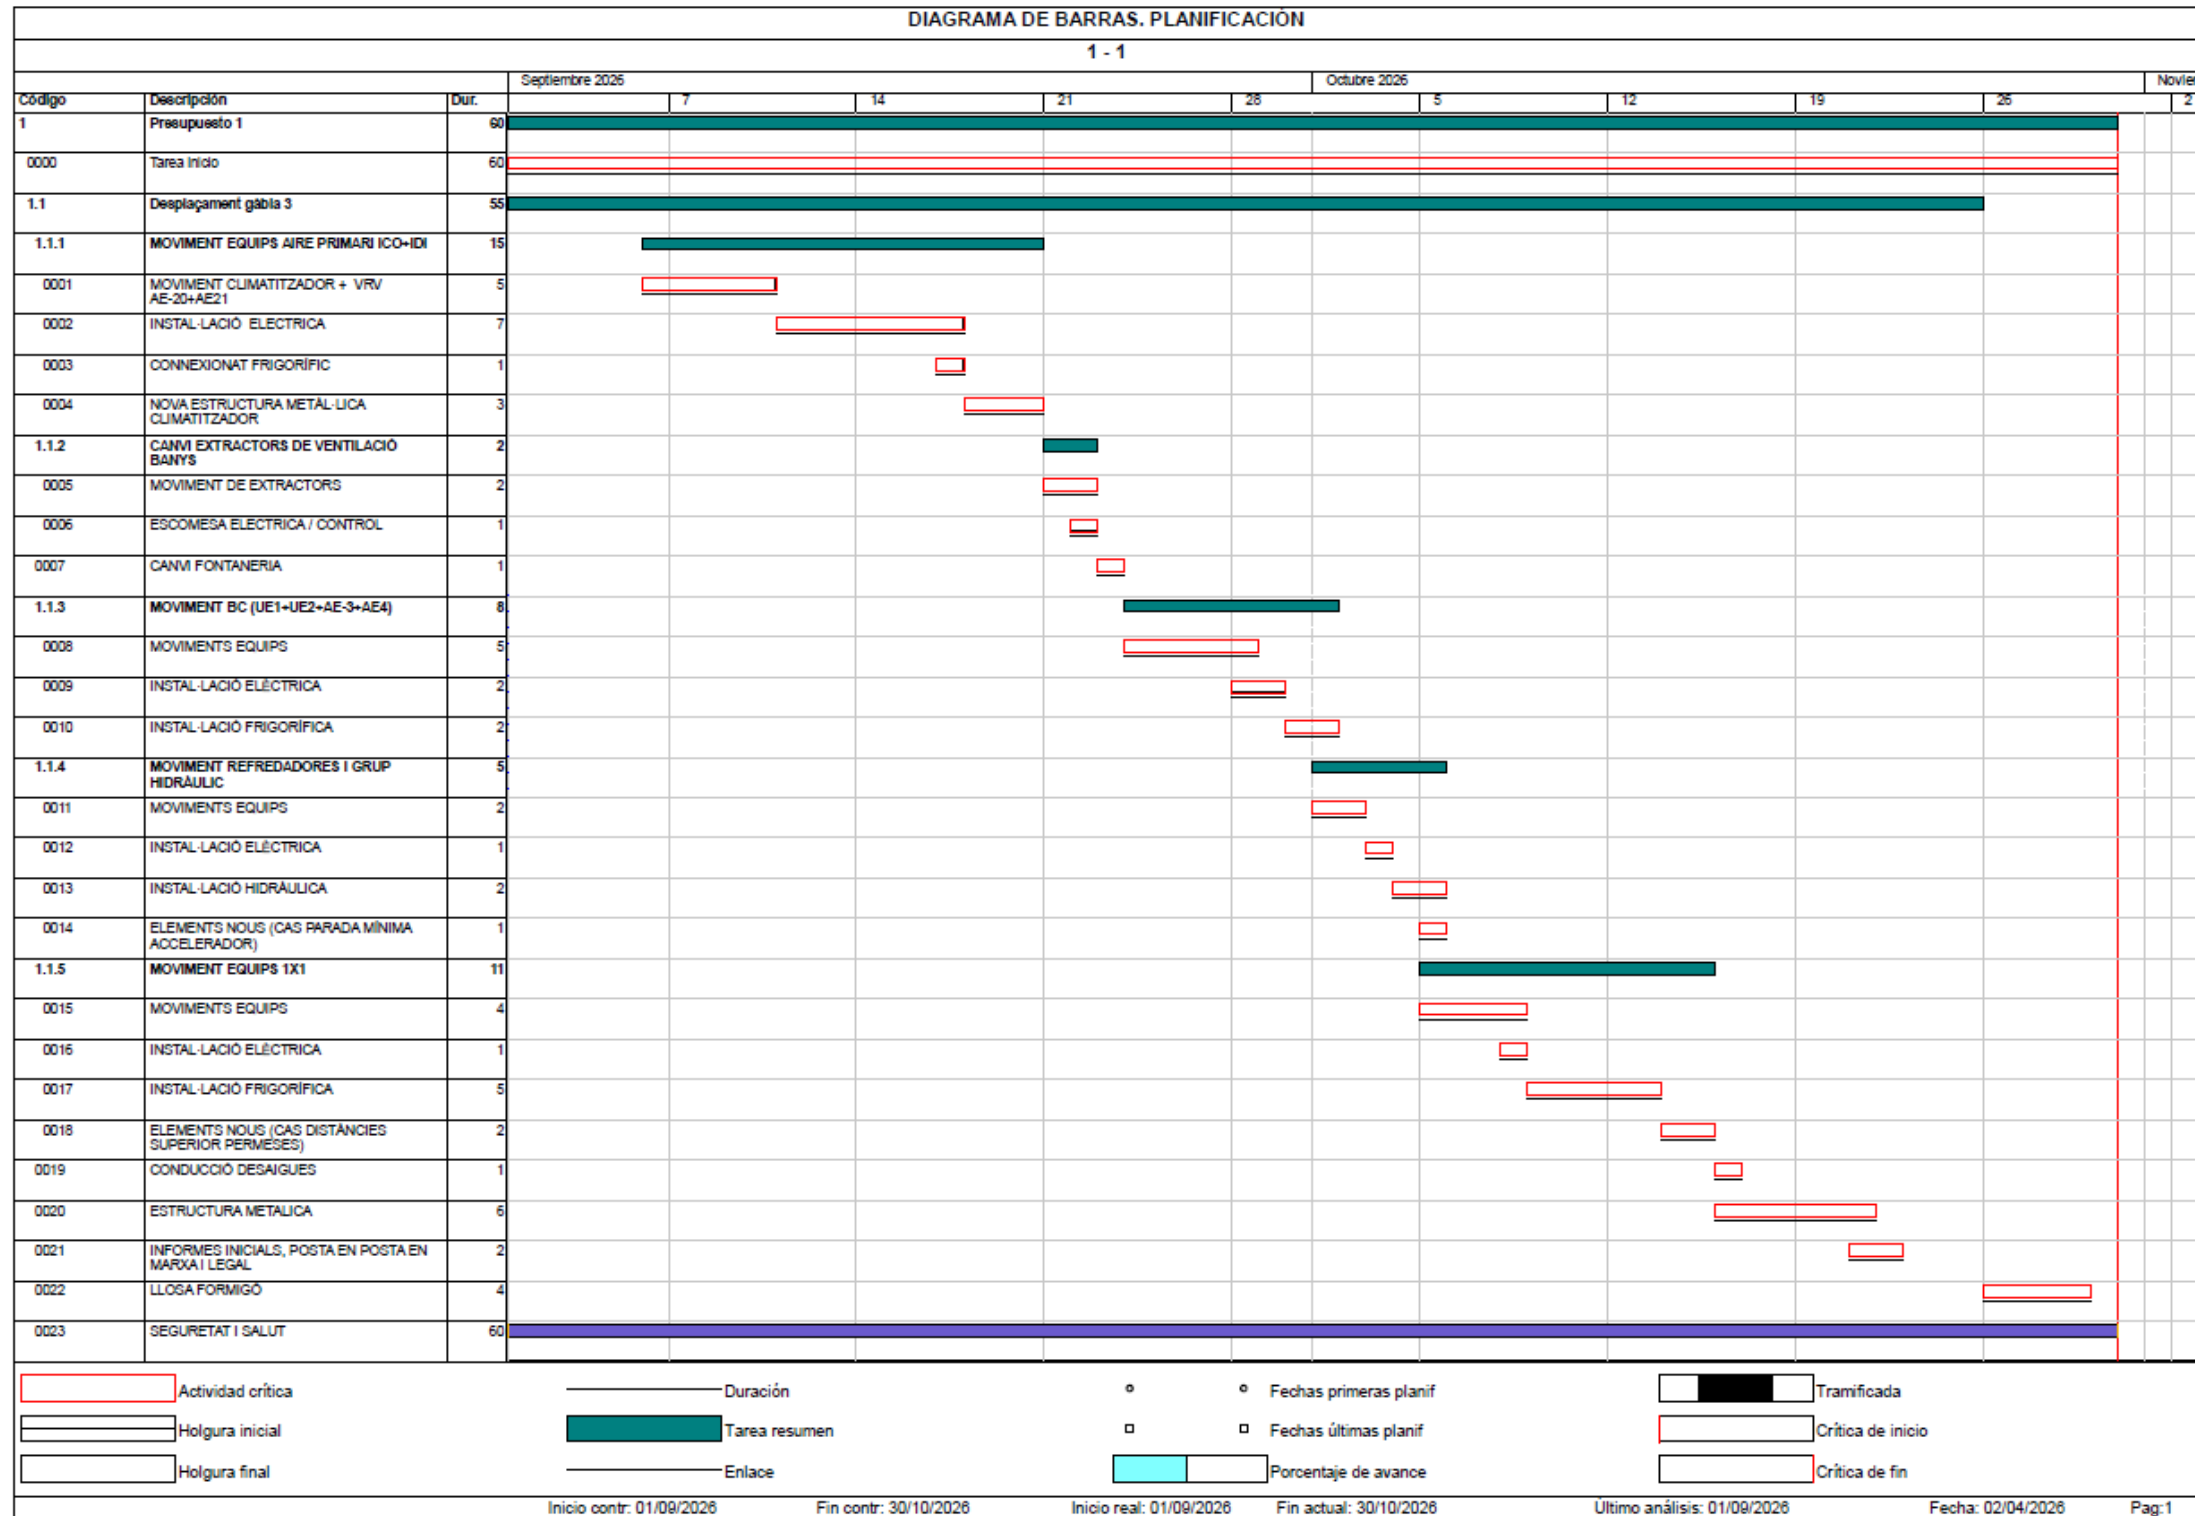 DIAGRAMA DE BARRAS. PLANIFICACIÓN
1 - 1
Septiembre 2026 Octubre 2026 Novie
Código Descripción Dur. 7 14 21 28 5 12 19 26 2
1 Presupuesto 1 60
0000 Tarea Inicio 60
1.1 Desplaçament gàbia 3 55
1.1.1 MOVIMENT EQUIPS AIRE PRIMARI ICO+IDI 15
0001 MOVIMENT CLIMATITZADOR + VRV 5
AE-20+AE21
0002 INSTAL·LACIÓ ELECTRICA 7
0003 CONNEXIONAT FRIGORÍFIC 1
0004 NOVA ESTRUCTURA METÀL·LICA 3
CLIMATITZADOR
1.1.2 CANVI EXTRACTORS DE VENTILACIÓ 2
BANYS
0005 MOVIMENT DE EXTRACTORS 2
0006 ESCOMESA ELECTRICA / CONTROL 1
0007 CANVI FONTANERIA 1
1.1.3 MOVIMENT BC (UE1+UE2+AE-3+AE4) 8
0008 MOVIMENTS EQUIPS 5
0009 INSTAL·LACIÓ ELÈCTRICA 2
0010 INSTAL·LACIÓ FRIGORÍFICA 2
1.1.4 MOVIMENT REFREDADORES I GRUP 5
HIDRÀULIC
0011 MOVIMENTS EQUIPS 2
0012 INSTAL·LACIÓ ELÈCTRICA 1
0013 INSTAL·LACIÓ HIDRÀULICA 2
0014 ELEMENTS NOUS (CAS PARADA MÍNIMA 1
ACCELERADOR)
1.1.5 MOVIMENT EQUIPS 1X1 11
0015 MOVIMENTS EQUIPS 4
0016 INSTAL·LACIÓ ELÈCTRICA 1
0017 INSTAL·LACIÓ FRIGORÍFICA 5
0018 ELEMENTS NOUS (CAS DISTÀNCIES 2
SUPERIOR PERMESES)
0019 CONDUCCIÓ DESAIGUES 1
0020 ESTRUCTURA METALICA 6
0021 INFORMES INICIALS, POSTA EN POSTA EN 2
MARXA I LEGAL
0022 LLOSA FORMIGÓ 4
0023 SEGURETAT I SALUT 60
Actividad crítica Duración Fechas primeras planif Tramificada
Holgura inicial Tarea resumen Fechas últimas planif Crítica de inicio
Holgura final Enlace Porcentaje de avance Crítica de fin
Inicio contr: 01/09/2026 Fin contr: 30/10/2026 Inicio real: 01/09/2026 Fin actual: 30/10/2026 Último análisis: 01/09/2026 Fecha: 02/04/2026 Pag:1